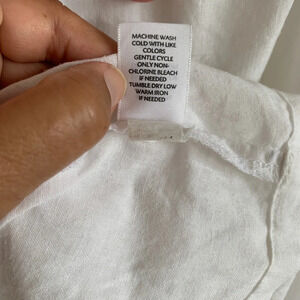 MACHINE WASH
COLD WITH LIKE
COLORS
GENTLE CYCLE
ONLY NON-
CHLORINE BLEACH
IF NEEDED
TUMBLE DRY LOW
WARM IRON
IF NEEDED